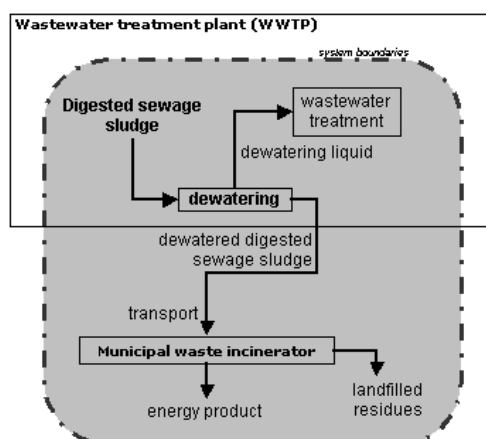 Wastewater treatment plant (WWTP)
system boundaries
Digested sewage
sludge
wastewater
treatment
dewatering liquid
dewatering
dewatered digested
sewage sludge
transport
Municipal waste incinerator
energy product
landfilled
residues